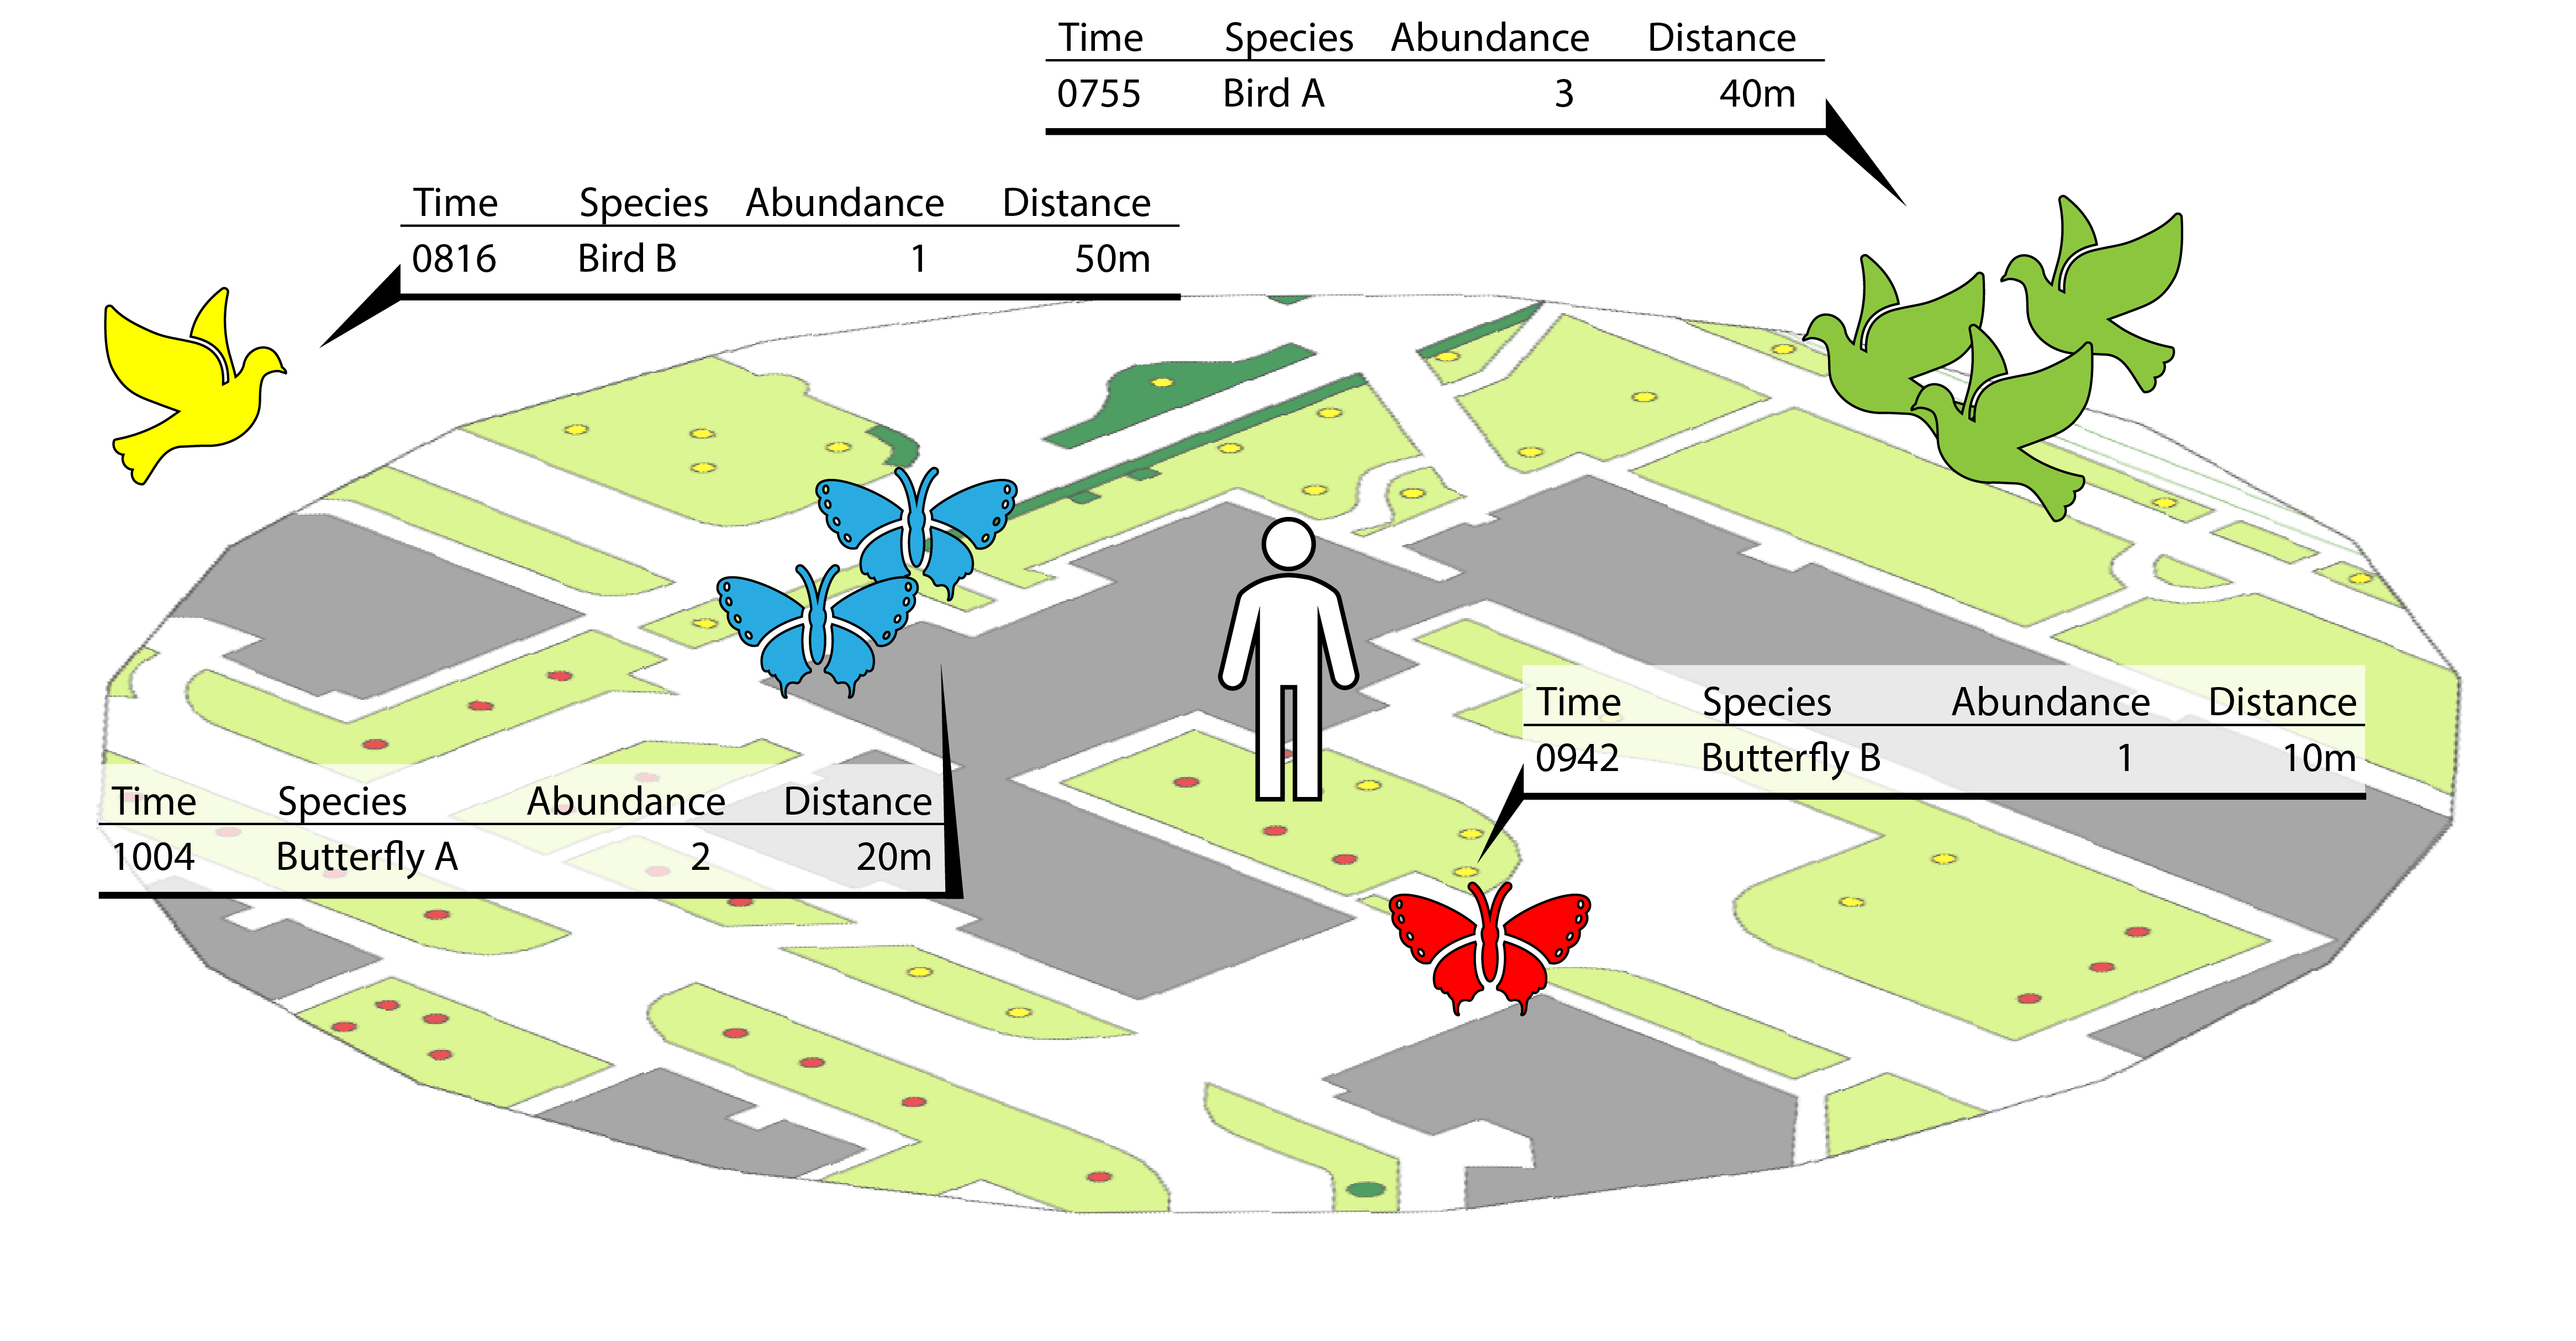 Time Species Abundance Distance
0755 Bird A 3 40m
Time Species Abundance Distance
0816 Bird B 1 50m
Time Species Abundance Distance
0942 Butterfly B 1 10m
Time Species Abundance Distance
1004 Butterfly A 2 20m